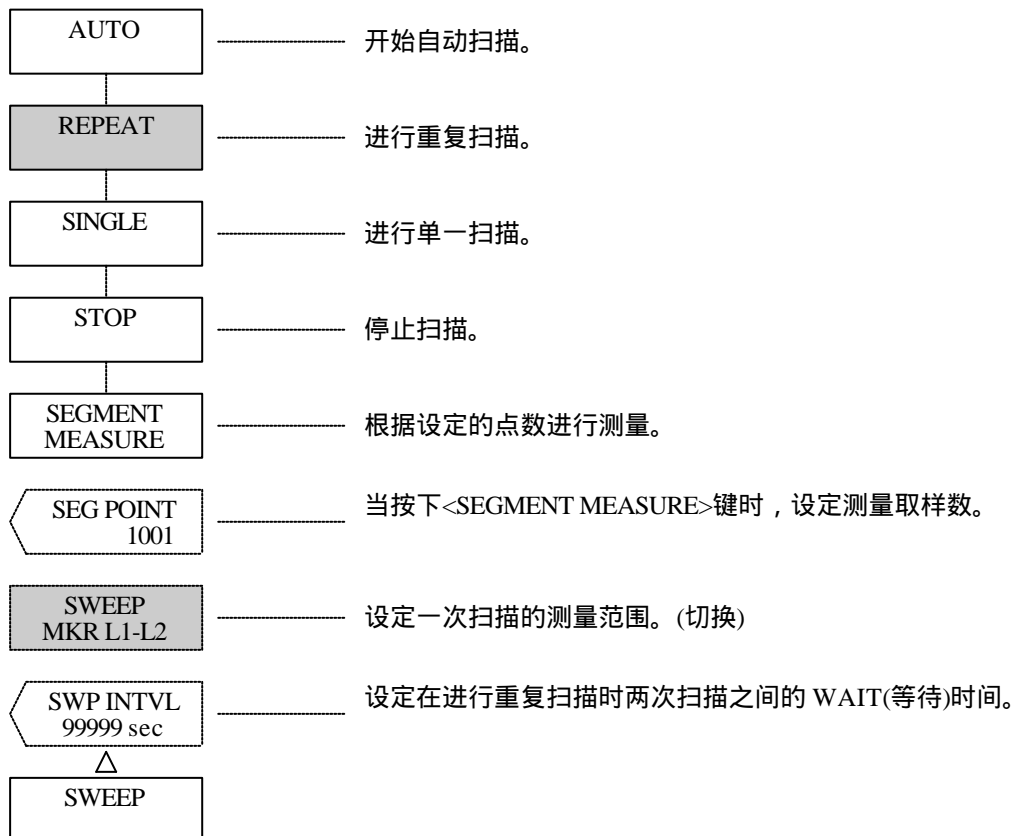 AUTO
开始自动扫描。
REPEAT
进行重复扫描。
SINGLE
进行单一扫描。
STOP
停止扫描。
SEGMENT
MEASURE
根据设定的点数进行测量。
SEG POINT
1001
当按下<SEGMENT MEASURE>键时，设定测量取样数。
SWEEP
MKR L1-L2
设定一次扫描的测量范围。(切换)
SWP INTVL
99999 sec
设定在进行重复扫描时两次扫描之间的 WAIT(等待)时间。
SWEEP